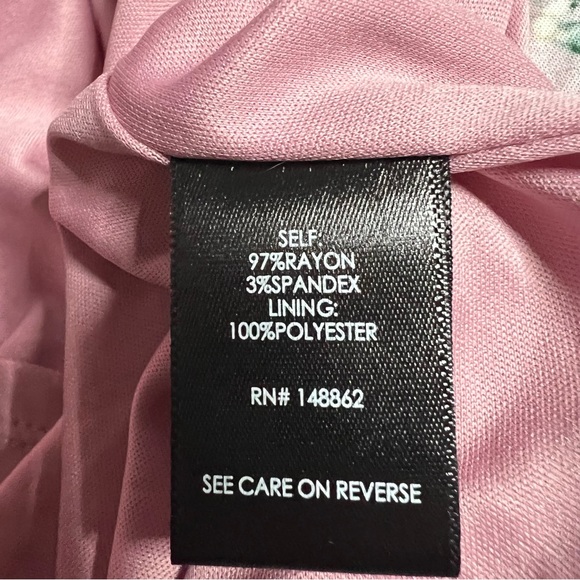 SELF:
97%RAYON
3%SPANDEX
LINING:
100%POLYESTER
RN# 148862
SEE CARE ON REVERSE